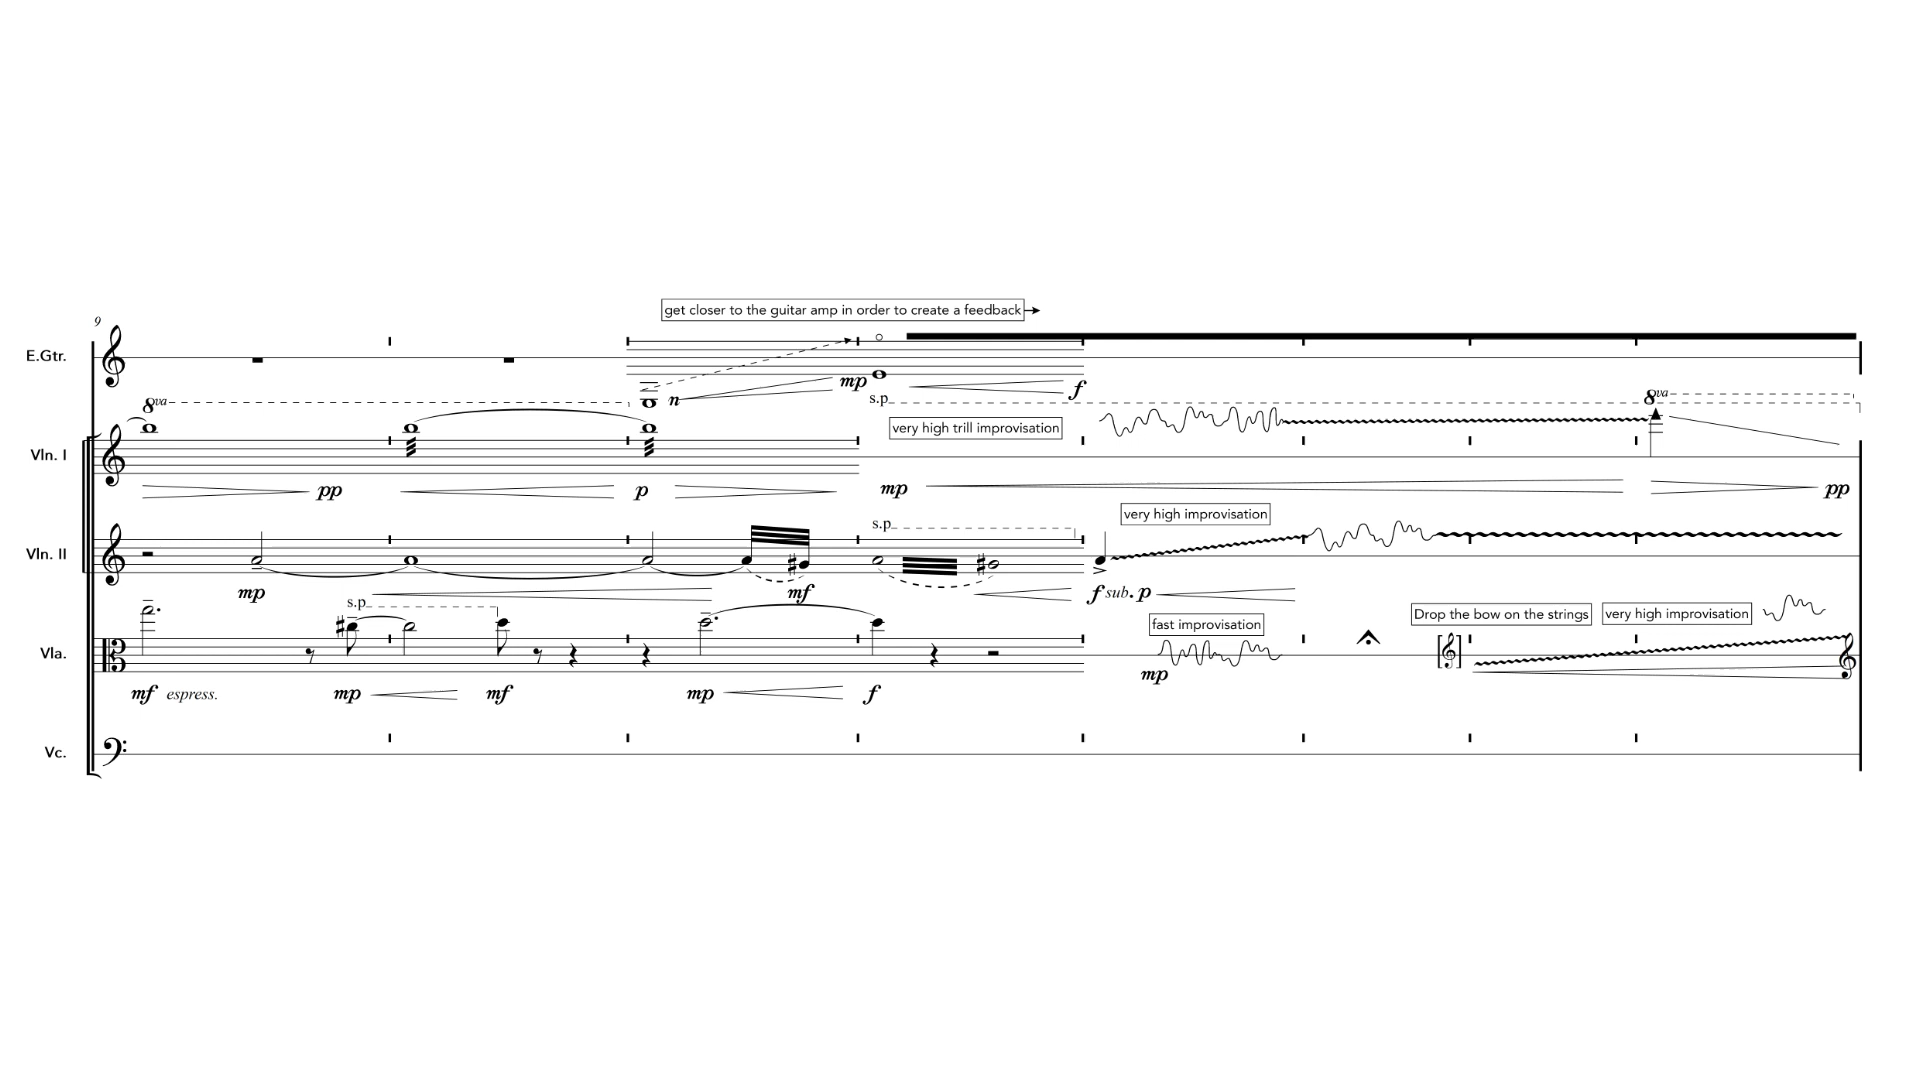 get closer to the guitar amp in order to create a feedback
9
E.Gtr.
n mp f
8va s.p 8va
very high trill improvisation
Vln. I
pp p mp pp
s.p very high improvisation
Vln. II
mp mf f sub. p
s.p fast improvisation Drop the bow on the strings very high improvisation
Vla.
mp
mf espress. mp mf mp f
Vc.